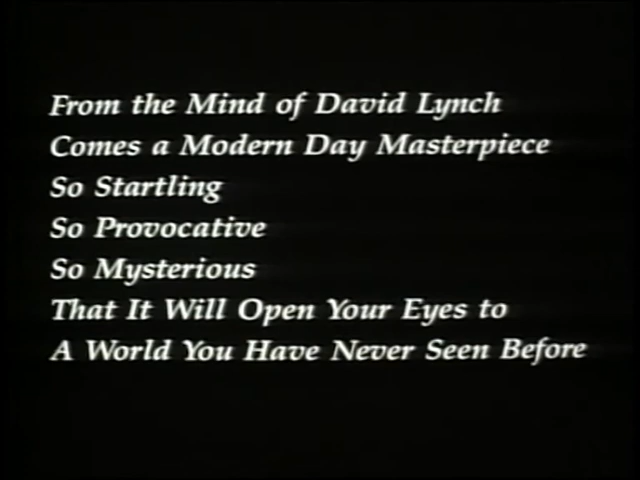 From the Mind of David Lynch
Comes a Modern Day Masterpiece
So Startling
So Provocative
So Mysterious
That It Will Open Your Eyes to
A World You Have Never Seen Before